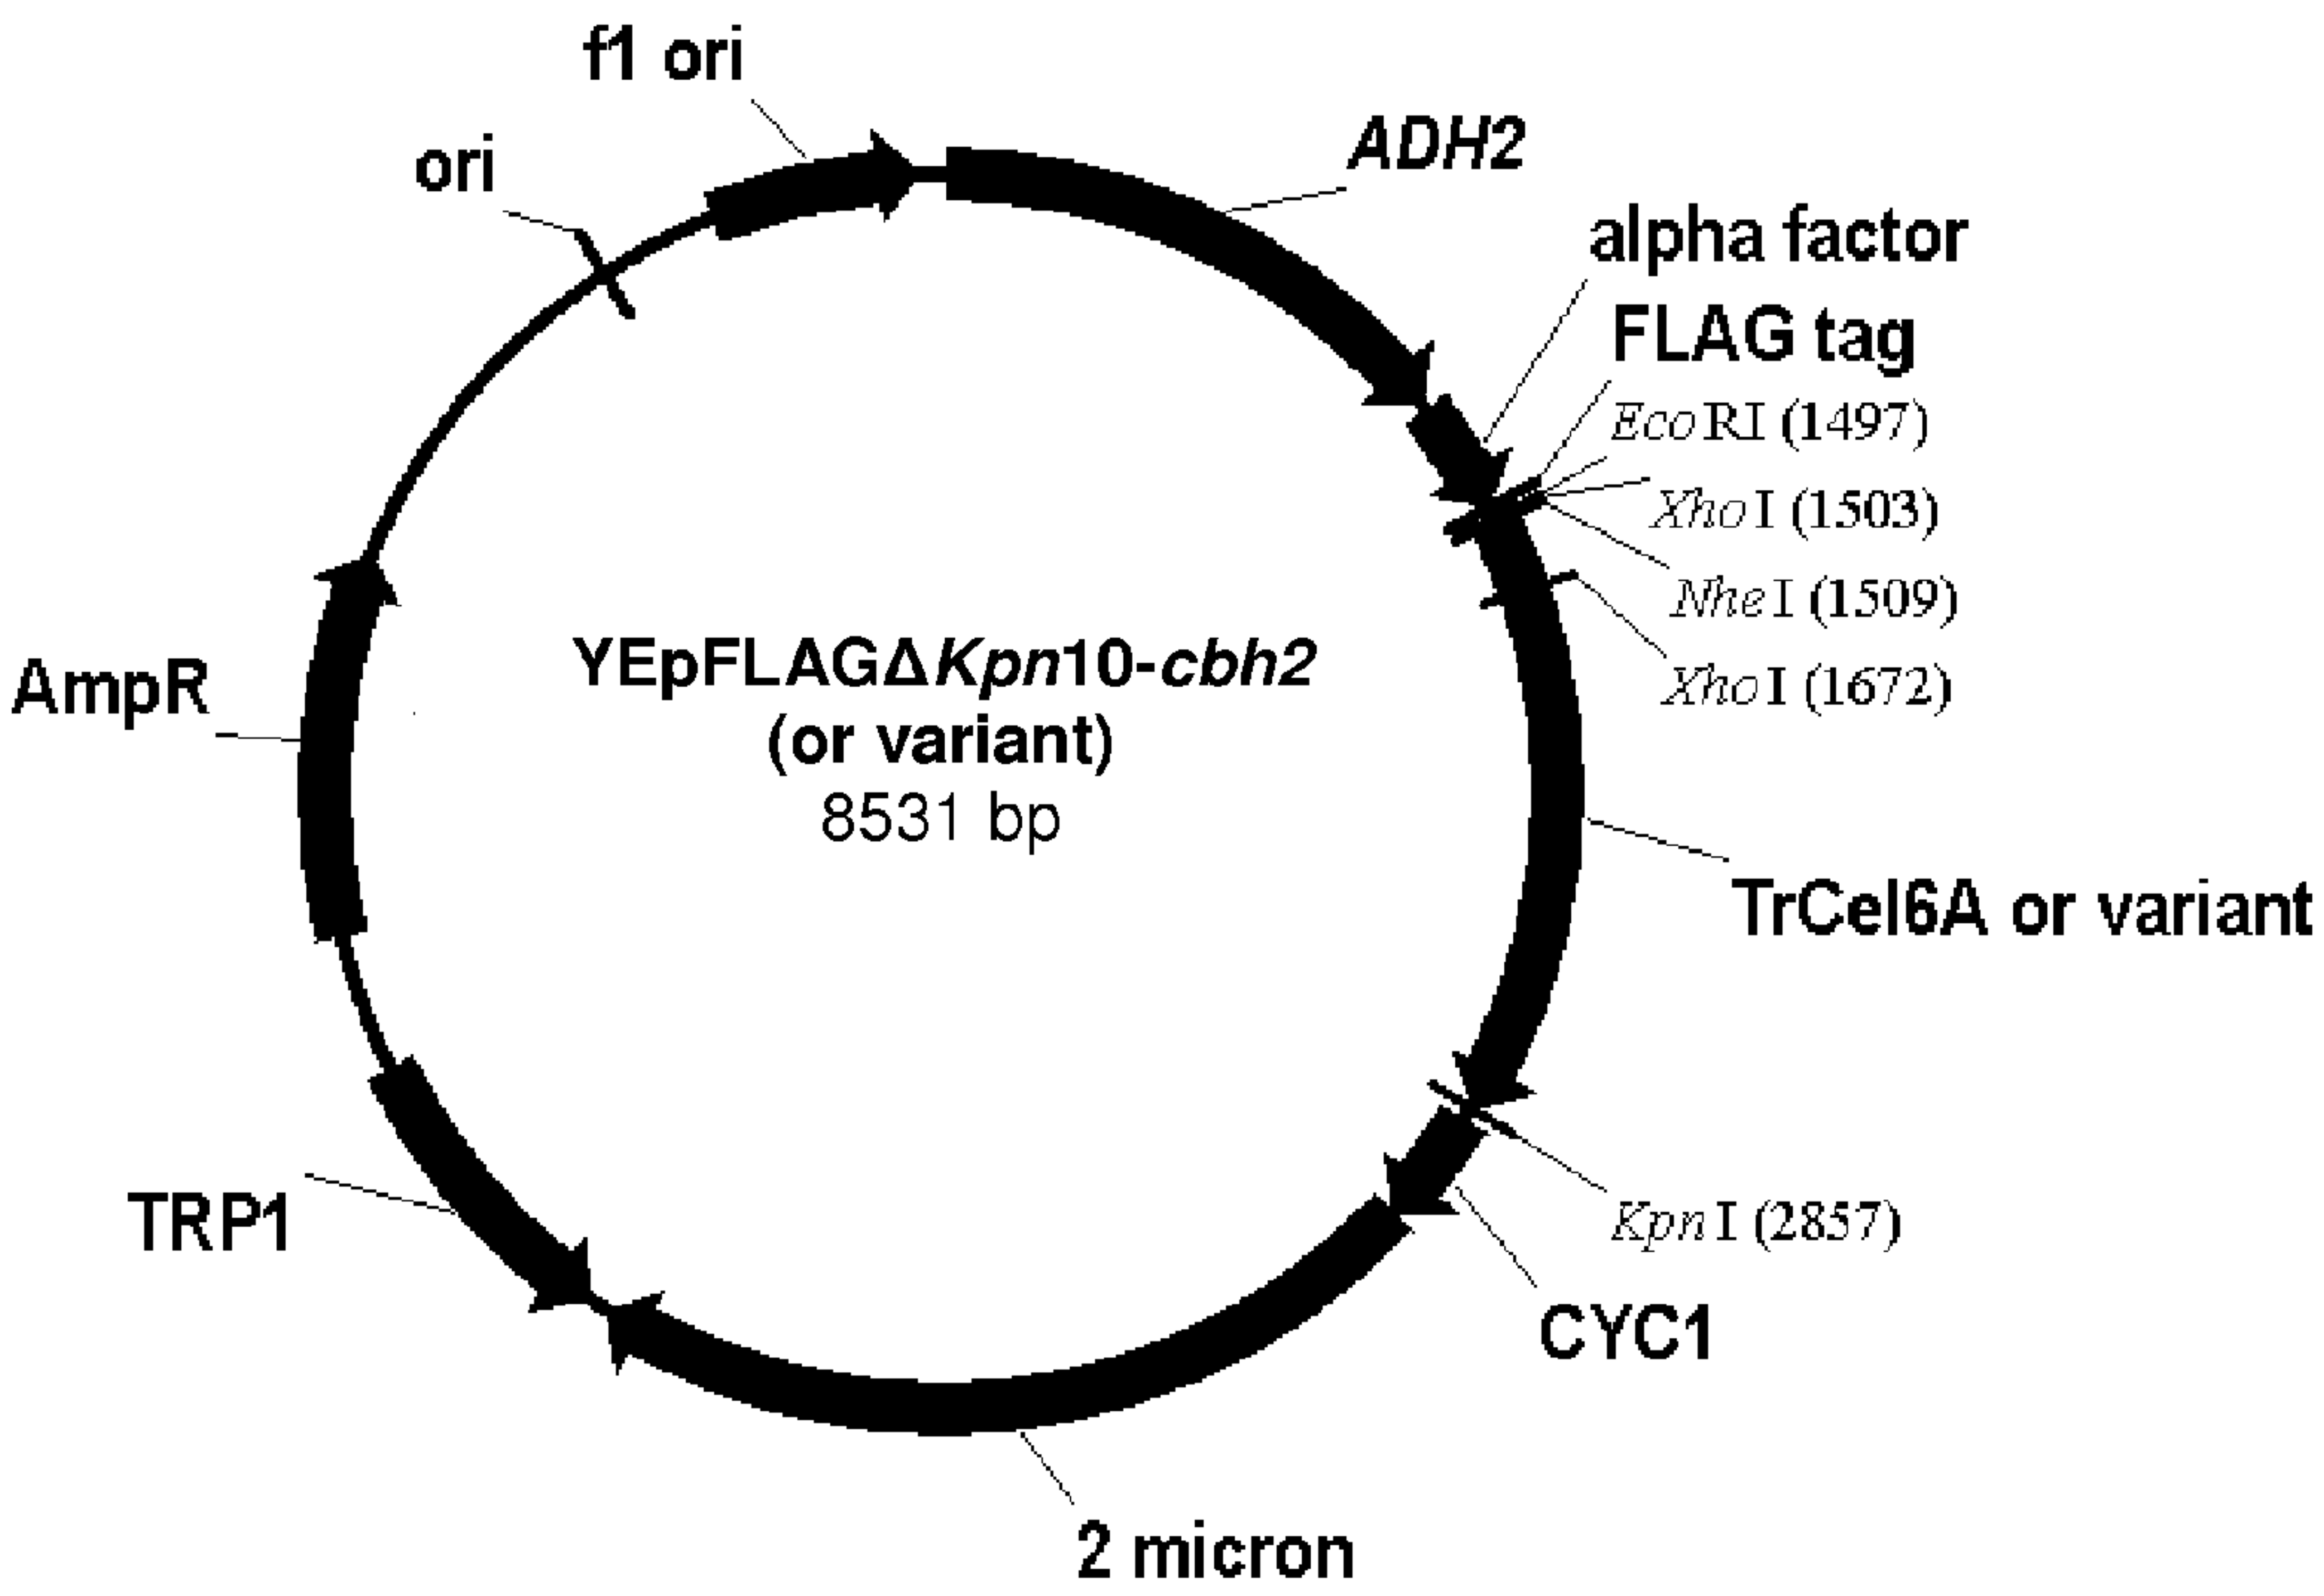 f1 ori
ori
ADH2
alpha factor
FLAG tag
EcoRI (1497)
XhoI (1503)
NheI (1509)
XhoI (1672)
AmpR
YEpFLAGΔKpn10-cbh2
(or variant)
8531 bp
TrCel6A or variant
TRP1
KpnI (2857)
CYC1
2 micron